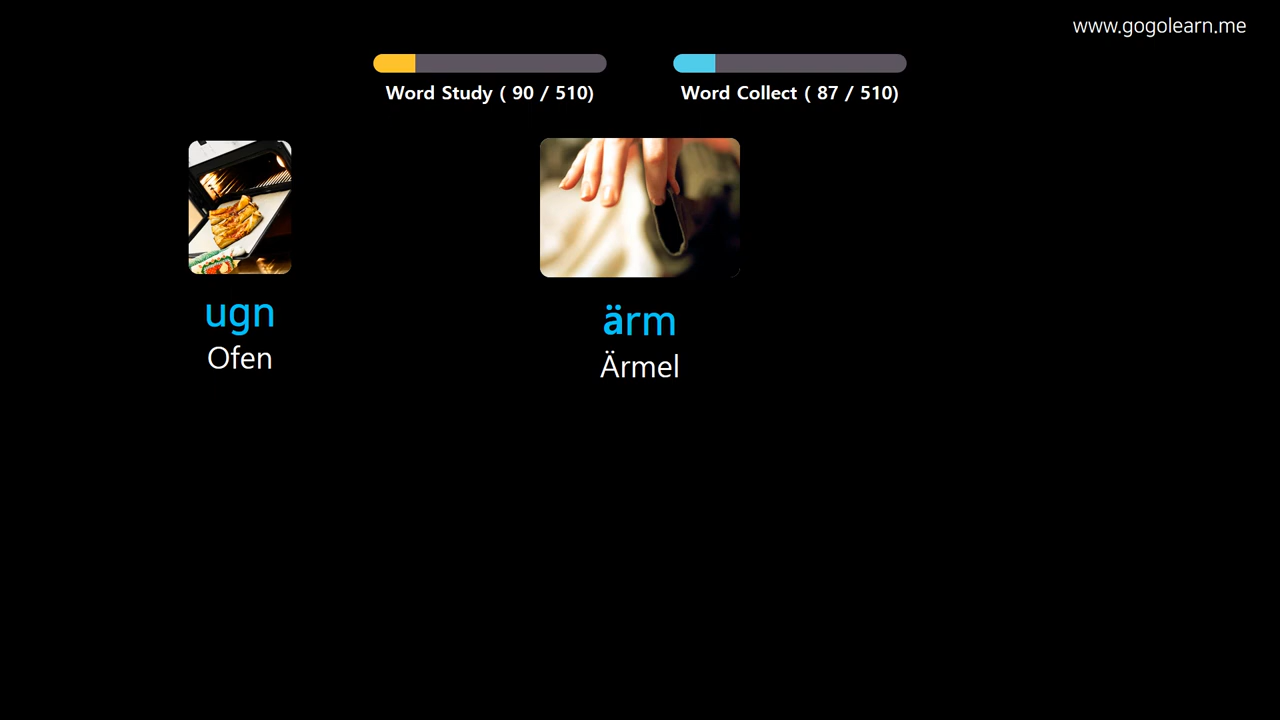 www.gogolearn.me
Word Study ( 90 / 510)
Word Collect ( 87 / 510)
ugn
Ofen
ärm
Ärmel